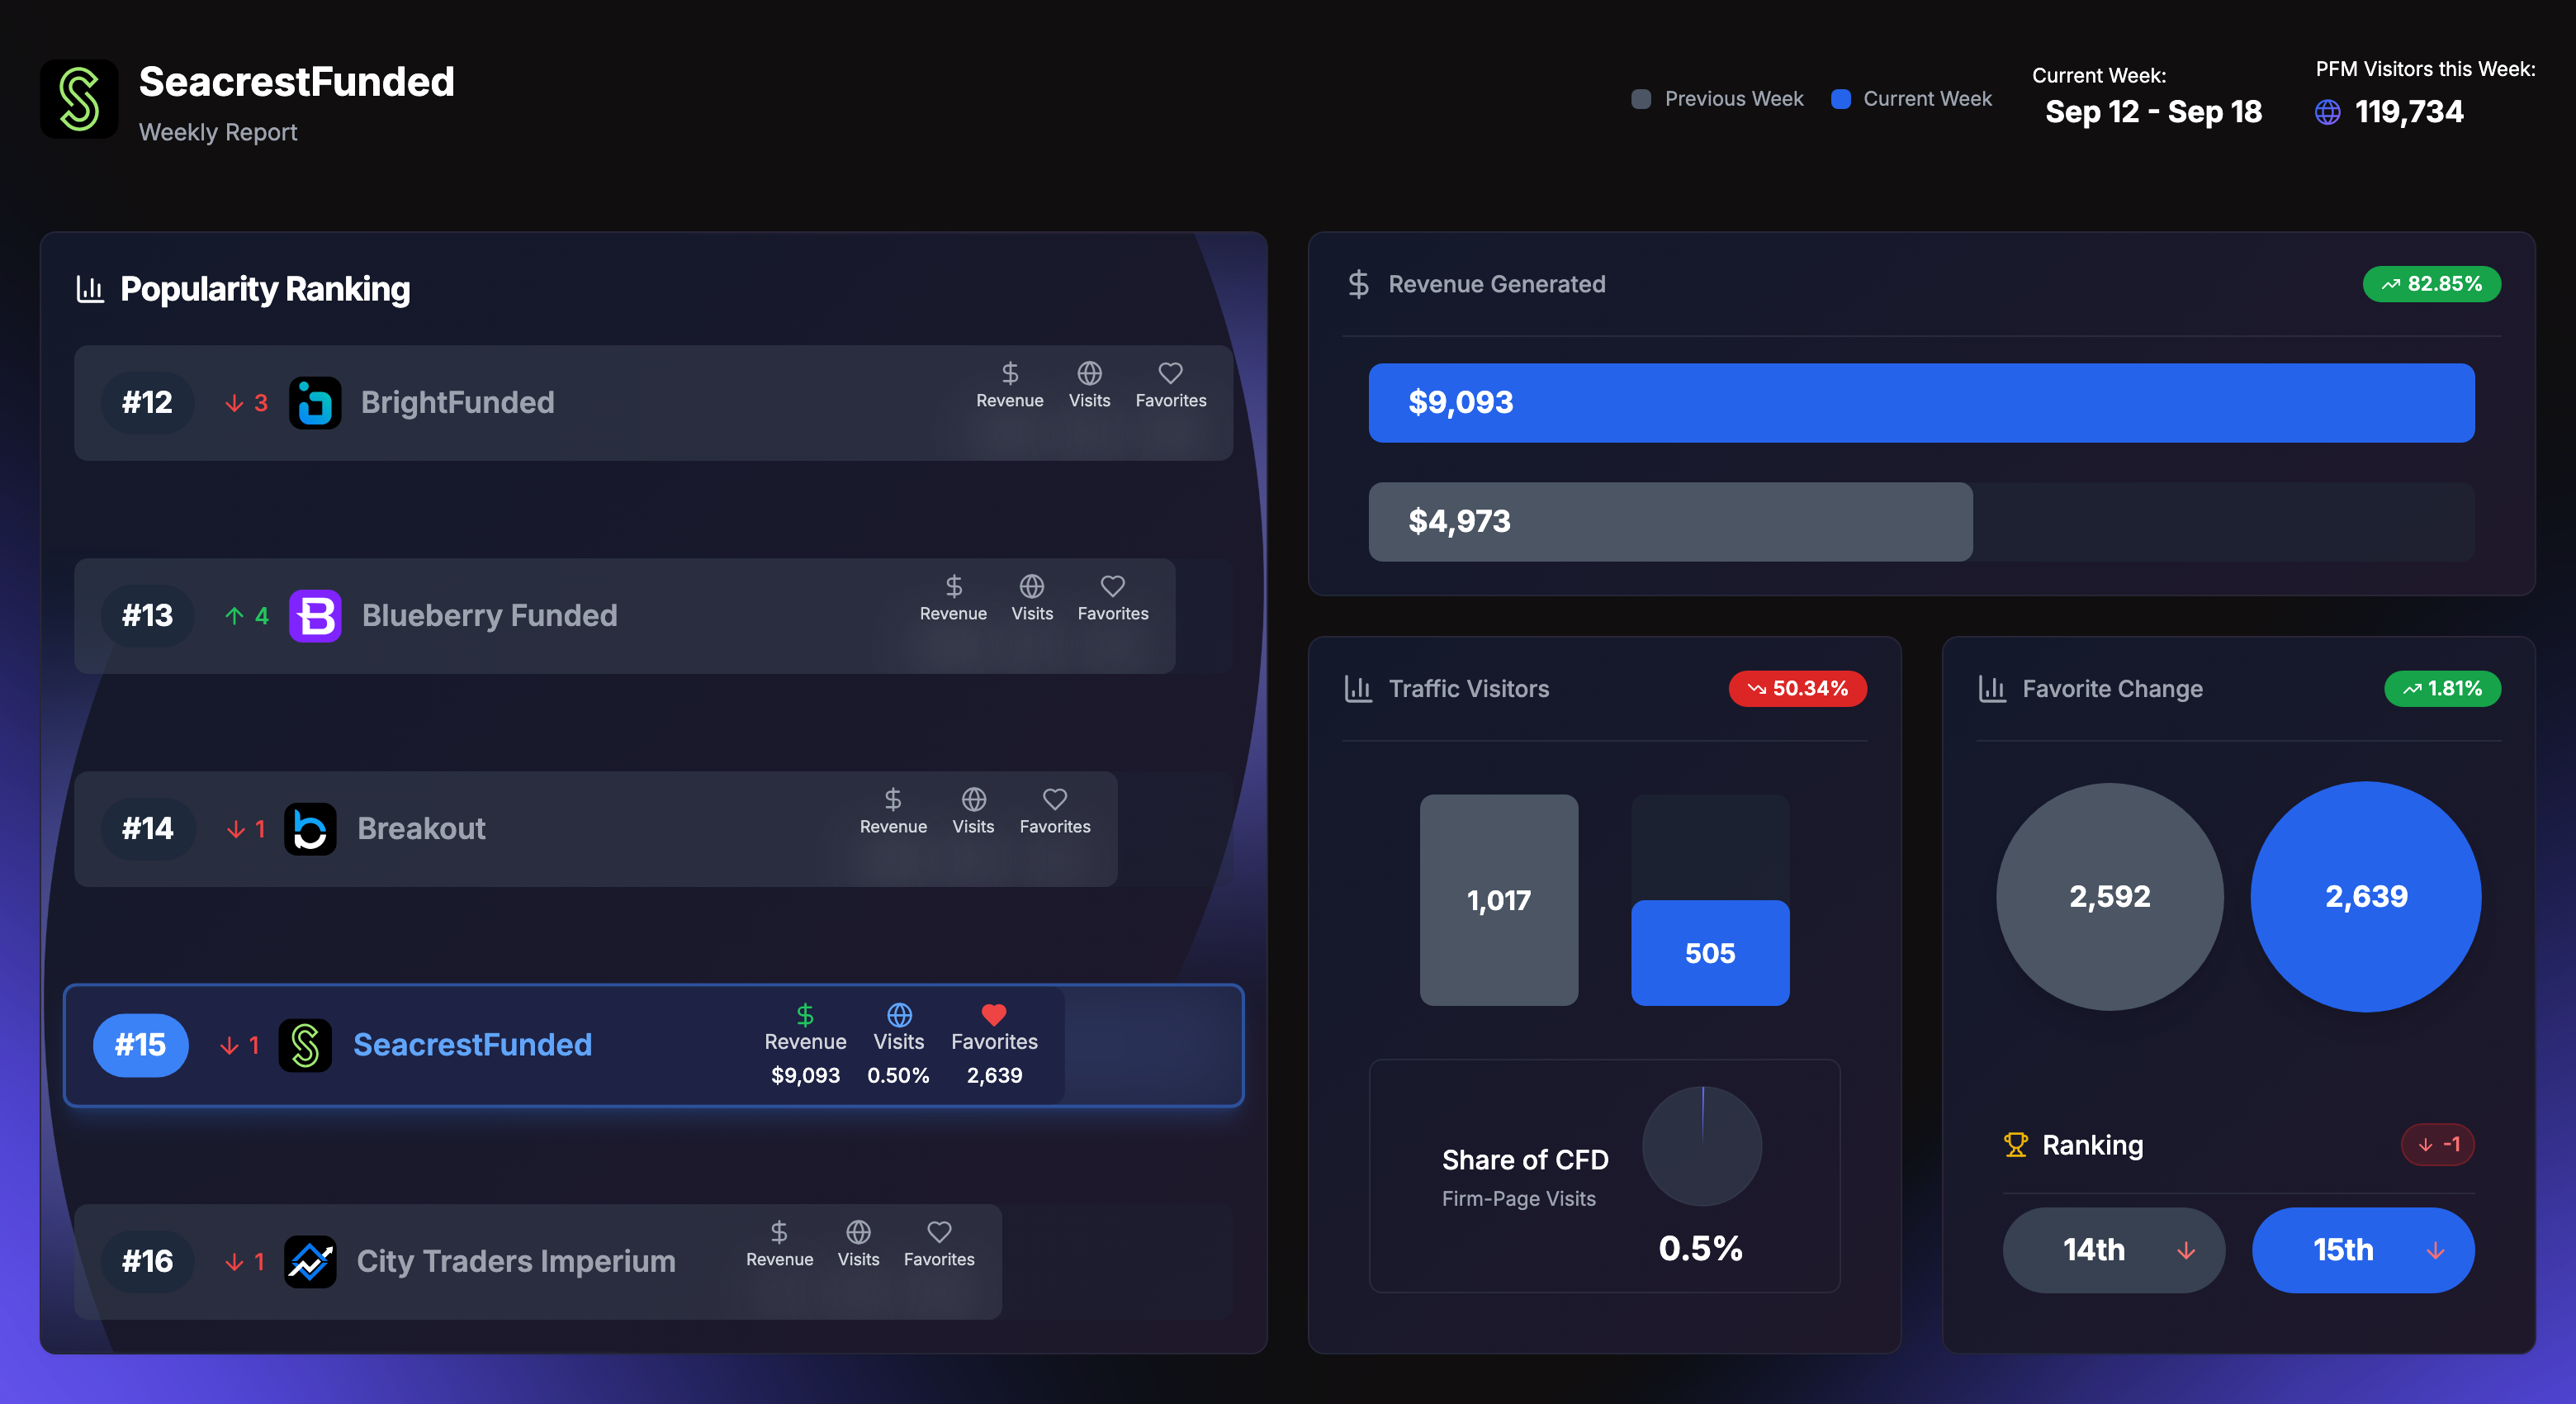 SeacrestFunded
Weekly Report
Previous Week
Current Week
Current Week:
Sep 12 - Sep 18
PFM Visitors this Week:
119,734
Popularity Ranking
#12
3
BrightFunded
Revenue
Visits
Favorites
#13
4
Blueberry Funded
Revenue
Visits
Favorites
#14
1
Breakout
Revenue
Visits
Favorites
#15
1
SeacrestFunded
Revenue
Visits
Favorites
$9,093
0.50%
2,639
#16
1
City Traders Imperium
Revenue
Visits
Favorites
Revenue Generated
82.85%
$9,093
$4,973
Traffic Visitors
50.34%
1,017
505
Share of CFD
Firm-Page Visits
0.5%
Favorite Change
1.81%
2,592
2,639
Ranking
-1
14th
15th